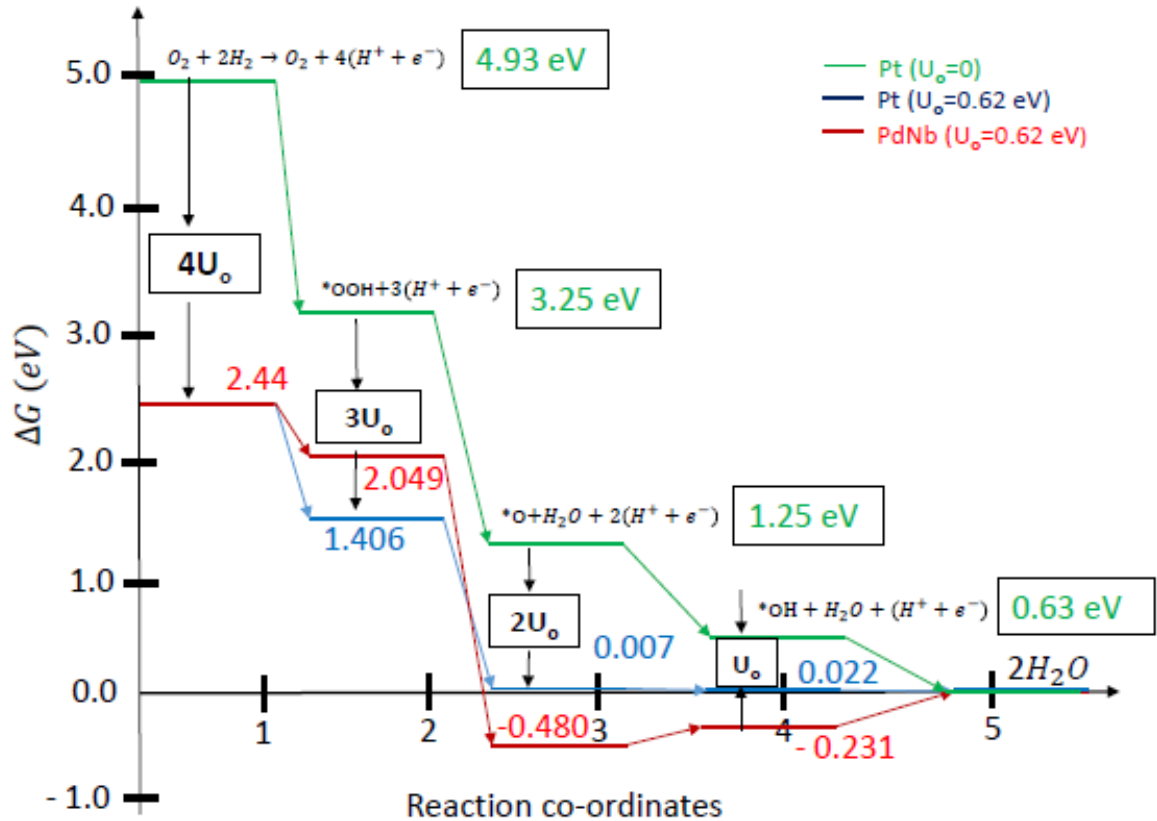 O₂ + 2H₂ → O₂ + 4(H⁺ + e⁻)
4.93 eV
Pt (Uₒ=0)
Pt (Uₒ=0.62 eV)
PdNb (Uₒ=0.62 eV)
5.0
4.0
3.0
2.0
1.0
0.0
- 1.0
ΔG (eV)
4Uₒ
*OOH+3(H⁺ + e⁻)
3.25 eV
2.44
3Uₒ
2.049
1.406
*O+H₂O + 2(H⁺ + e⁻)
1.25 eV
2Uₒ
0.007
*OH + H₂O + (H⁺ + e⁻)
0.63 eV
Uₒ
0.022
2H₂O
-0.480
- 0.231
1
2
3
4
5
Reaction co-ordinates